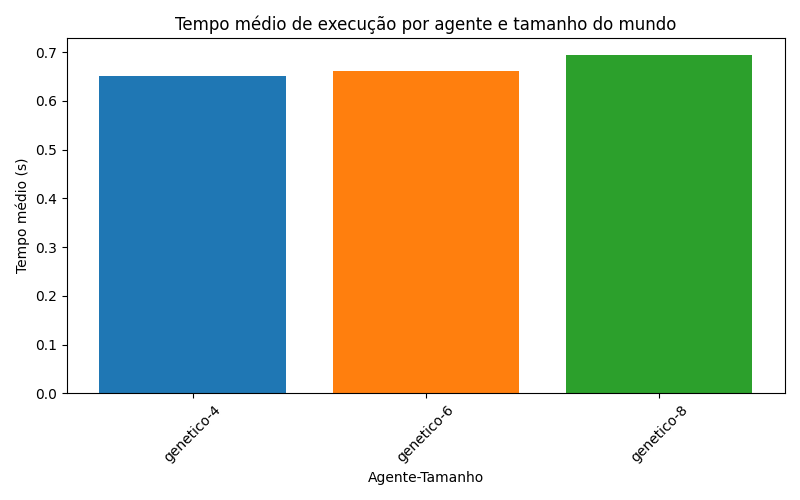 Tempo médio de execução por agente e tamanho do mundo
Tempo médio (s)
0.7
0.6
0.5
0.4
0.3
0.2
0.1
0.0
genetico-4
genetico-6
genetico-8
Agente-Tamanho